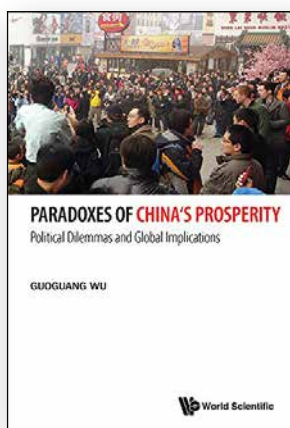 PARADOXES OF CHINA'S PROSPERITY
Political Dilemmas and Global Implications
GUOGUANG WU
World Scientific